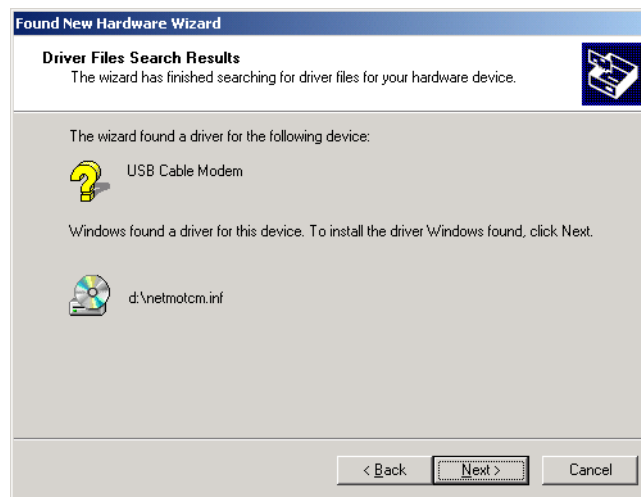 Found New Hardware Wizard
Driver Files Search Results
The wizard has finished searching for driver files for your hardware device.
The wizard found a driver for the following device:
USB Cable Modem
Windows found a driver for this device. To install the driver Windows found, click Next.
d:\netmotcm.inf
< Back
Next >
Cancel